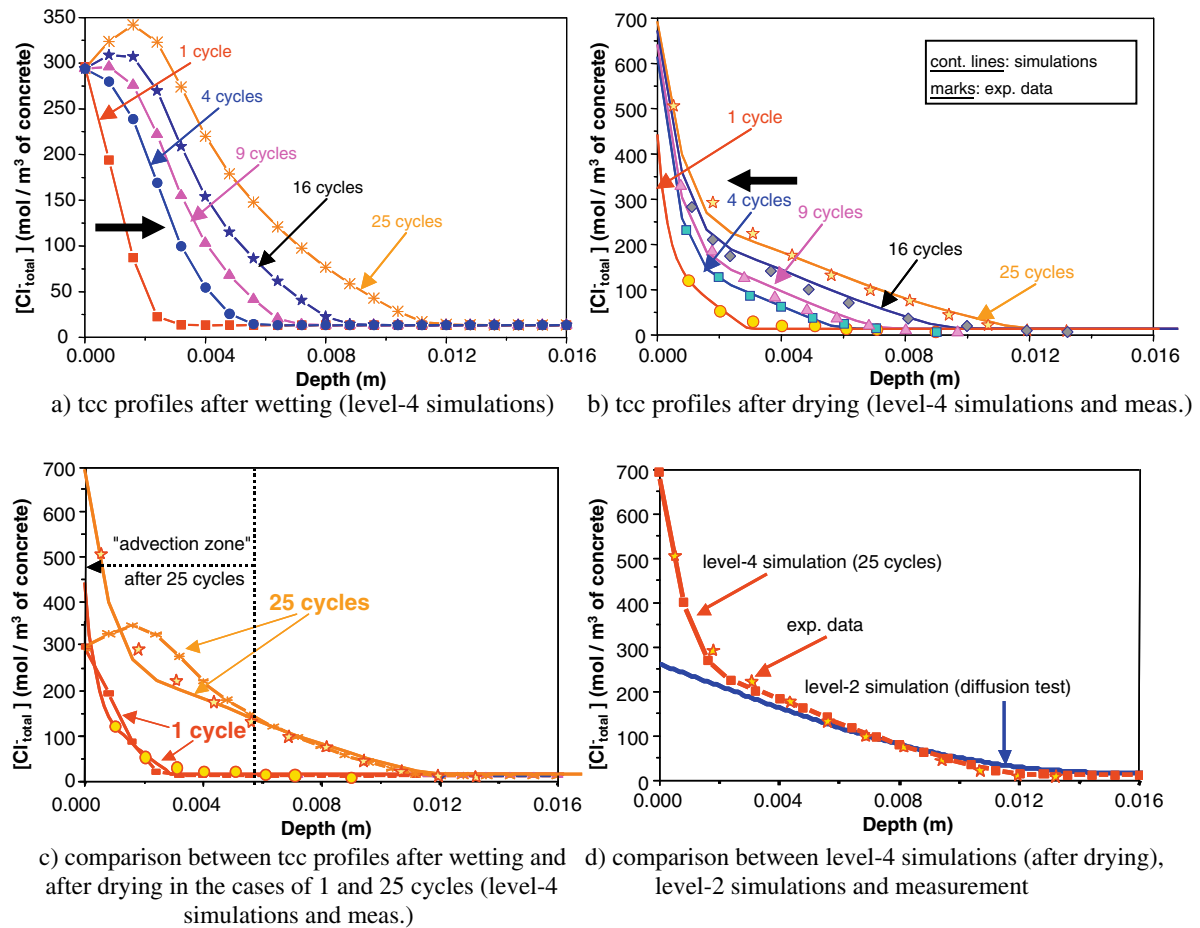 350
300
250
200
150
100
50
0
[Cl-total ] (mol / m³ of concrete)
1 cycle
4 cycles
9 cycles
16 cycles
25 cycles
0.000 0.004 0.008 0.012 0.016
Depth (m)
a) tcc profiles after wetting (level-4 simulations)
700
600
500
400
300
200
100
0
[Cl-total ] (mol / m³ of concrete)
cont. lines: simulations
marks: exp. data
1 cycle
4 cycles
9 cycles
16 cycles
25 cycles
0.000 0.004 0.008 0.012 0.016
Depth (m)
b) tcc profiles after drying (level-4 simulations and meas.)
700
600
500
400
300
200
100
0
[Cl-total ] (mol / m³ of concrete)
"advection zone"
after 25 cycles
25 cycles
1 cycle
0.000 0.004 0.008 0.012 0.016
Depth (m)
c) comparison between tcc profiles after wetting and
after drying in the cases of 1 and 25 cycles (level-4
simulations and meas.)
700
600
500
400
300
200
100
0
[Cl-total ] (mol / m³ of concrete)
level-4 simulation (25 cycles)
exp. data
level-2 simulation (diffusion test)
0.000 0.004 0.008 0.012 0.016
Depth (m)
d) comparison between level-4 simulations (after drying),
level-2 simulations and measurement